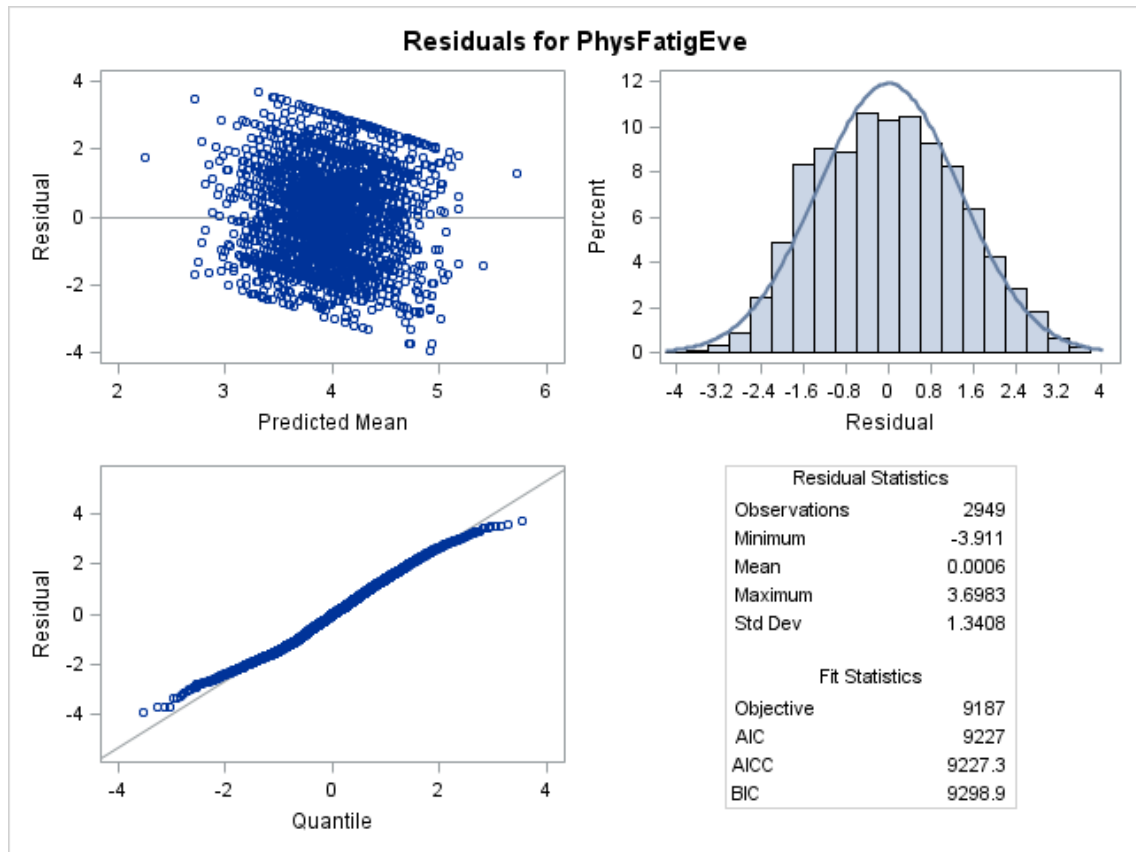 Residuals for PhysFatigEve
4
2
0
-2
-4
Residual
2 3 4 5 6
Predicted Mean
12
10
8
6
4
2
0
Percent
-4 -3.2 -2.4 -1.6 -0.8 0 0.8 1.6 2.4 3.2 4
Residual
4
2
0
-2
-4
Residual
-4 -2 0 2 4
Quantile
Residual Statistics
Observations 2949
Minimum -3.911
Mean 0.0006
Maximum 3.6983
Std Dev 1.3408
Fit Statistics
Objective 9187
AIC 9227
AICC 9227.3
BIC 9298.9